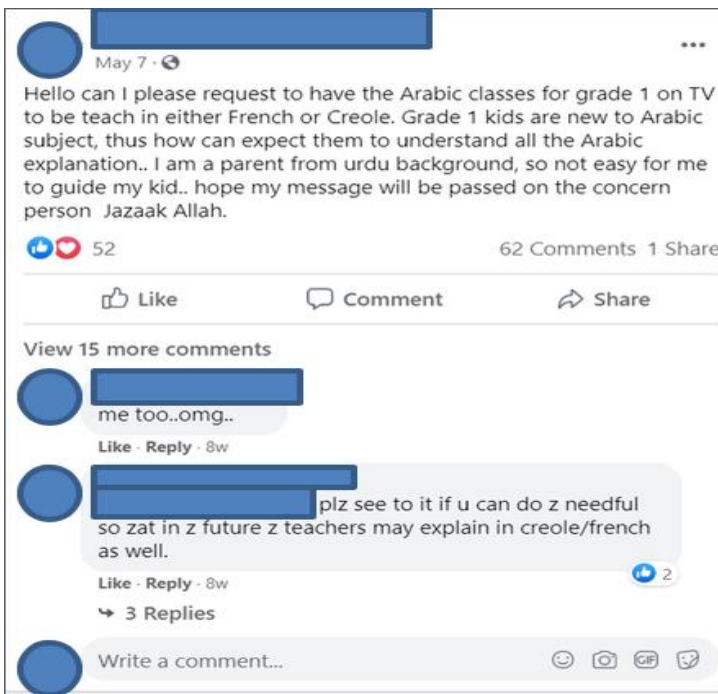 May 7 ·
Hello can I please request to have the Arabic classes for grade 1 on TV
to be teach in either French or Creole. Grade 1 kids are new to Arabic
subject, thus how can expect them to understand all the Arabic
explanation.. I am a parent from urdu background, so not easy for me
to guide my kid.. hope my message will be passed on the concern
person Jazaak Allah.
52 62 Comments 1 Share
Like Comment Share
View 15 more comments
me too..omg..
Like · Reply · 8w
plz see to it if u can do z needful
so zat in z future z teachers may explain in creole/french
as well.
2
Like · Reply · 8w
3 Replies
Write a comment...
GIF